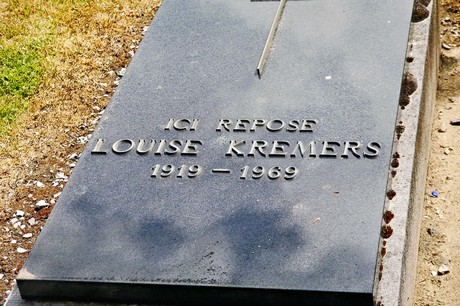 ICI REPOSE
LOUISE KREMERS
1919 — 1969